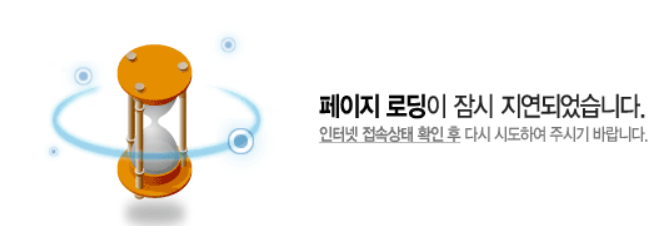 페이지 로딩이 잠시 지연되었습니다.
인터넷 접속상태 확인 후 다시 시도하여 주시기 바랍니다.